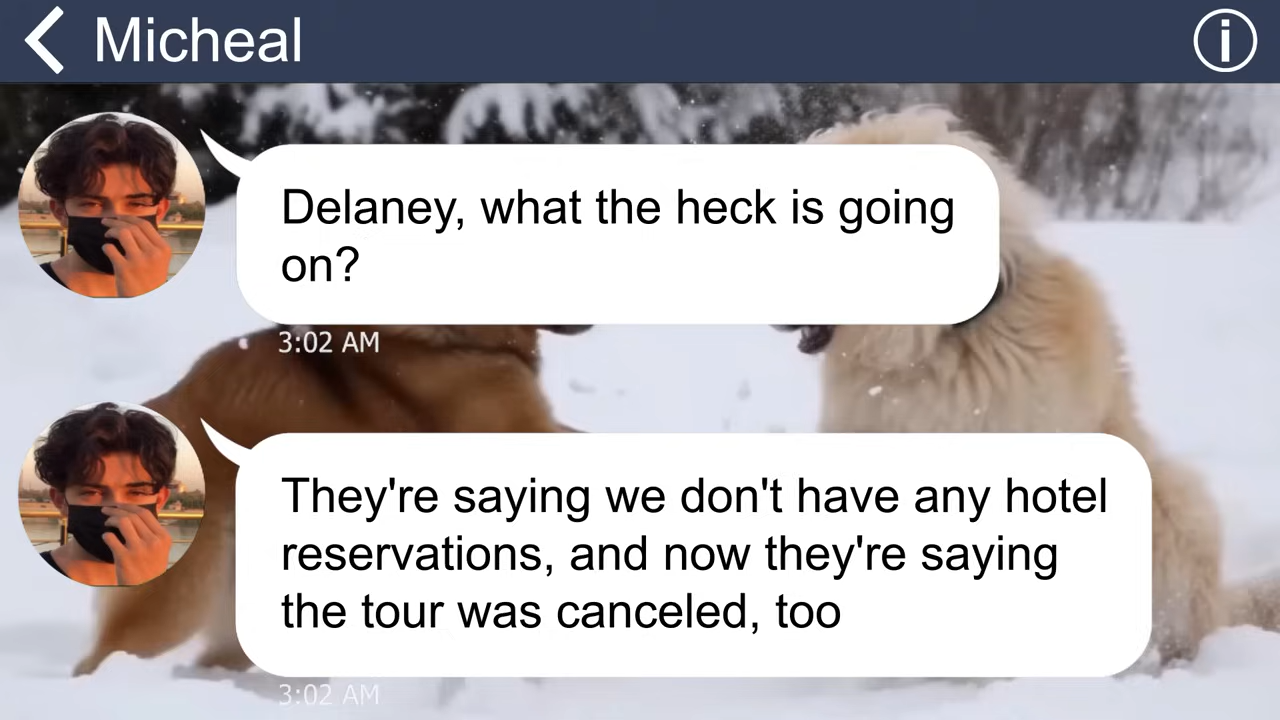 Micheal
Delaney, what the heck is going
on?
3:02 AM
They're saying we don't have any hotel
reservations, and now they're saying
the tour was canceled, too
3:02 AM